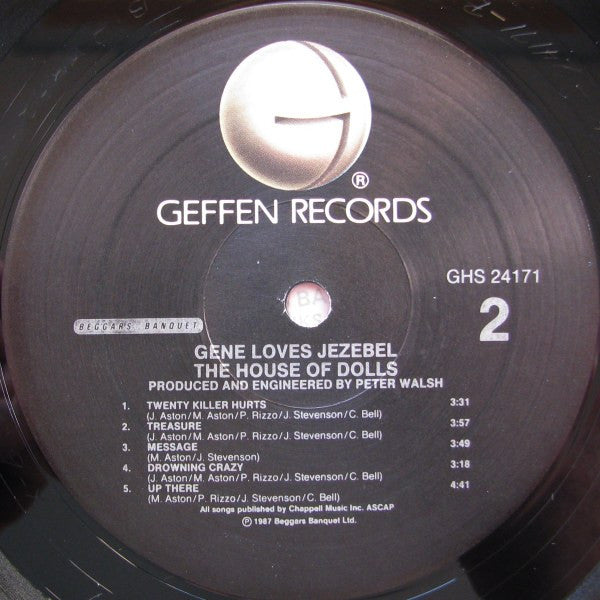 ®
GEFFEN RECORDS
GHS 24171
2
BEGGARS BANQUET
GENE LOVES JEZEBEL
THE HOUSE OF DOLLS
PRODUCED AND ENGINEERED BY PETER WALSH
1. TWENTY KILLER HURTS 3:31
(J. Aston/M. Aston/P. Rizzo/J. Stevenson/C. Bell)
2. TREASURE 3:57
(J. Aston/M. Aston/P. Rizzo/J. Stevenson/C. Bell)
3. MESSAGE 3:49
(M. Aston/J. Stevenson)
4. DROWNING CRAZY 3:18
(J. Aston/M. Aston/P. Rizzo/J. Stevenson/C. Bell)
5. UP THERE 4:41
(M. Aston/P. Rizzo/J. Stevenson/C. Bell)
All songs published by Chappell Music Inc. ASCAP
℗ 1987 Beggars Banquet Ltd.